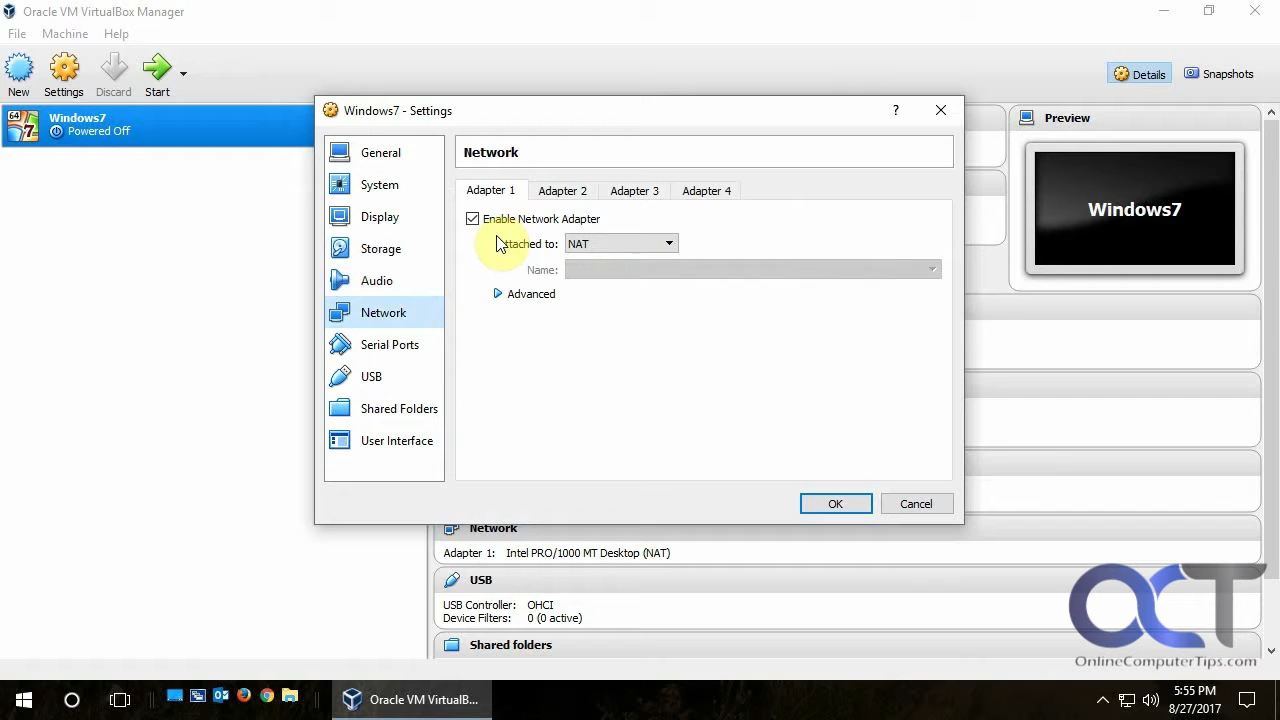 Oracle VM VirtualBox Manager
File Machine Help
New Settings Discard Start
Details Snapshots
64
7
Windows7
Powered Off
Windows7 - Settings
?
General
System
Display
Storage
Audio
Network
Serial Ports
USB
Shared Folders
User Interface
Network
Adapter 1 Adapter 2 Adapter 3 Adapter 4
Enable Network Adapter
ttached to: NAT
Name:
Advanced
OK Cancel
Preview
Windows7
Network
Adapter 1: Intel PRO/1000 MT Desktop (NAT)
USB
USB Controller: OHCI
Device Filters: 0 (0 active)
Shared folders
OCT
OnlineComputerTips.com
Oracle VM VirtualB...
5:55 PM
8/27/2017